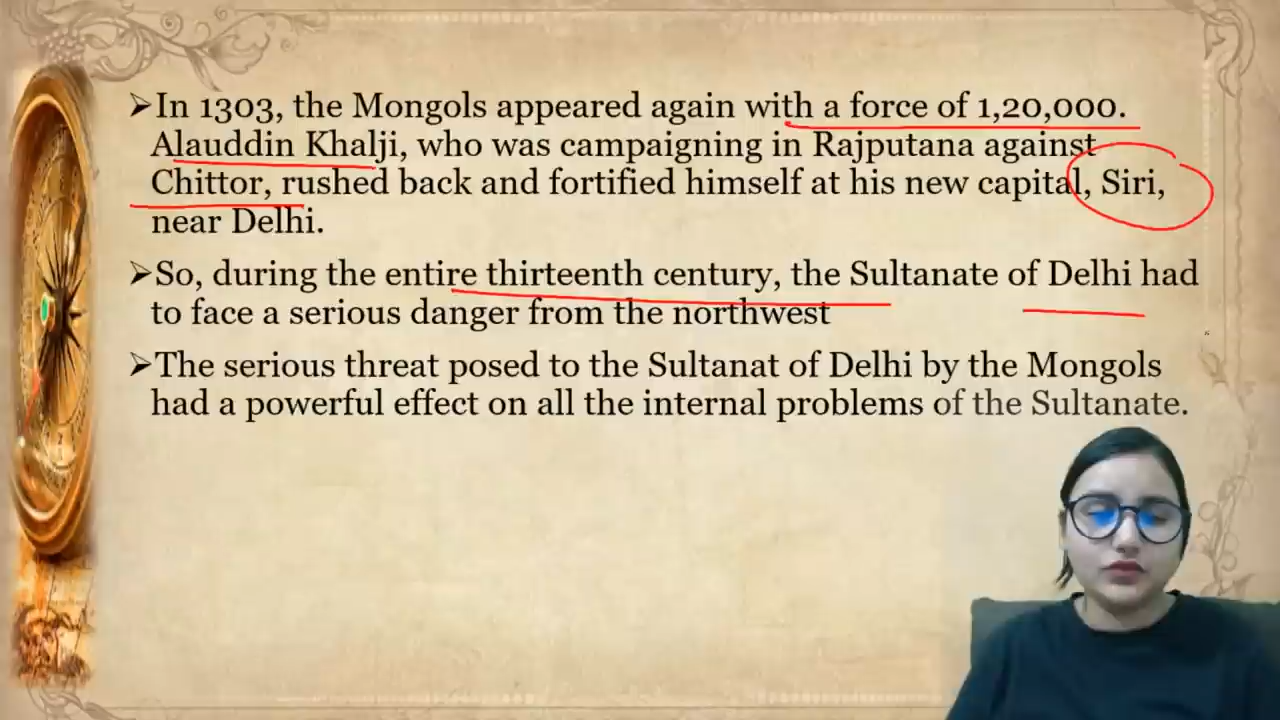 ➢In 1303, the Mongols appeared again with a force of 1,20,000.
Alauddin Khalji, who was campaigning in Rajputana against
Chittor, rushed back and fortified himself at his new capital, Siri,
near Delhi.
➢So, during the entire thirteenth century, the Sultanate of Delhi had
to face a serious danger from the northwest
➢The serious threat posed to the Sultanat of Delhi by the Mongols
had a powerful effect on all the internal problems of the Sultanate.